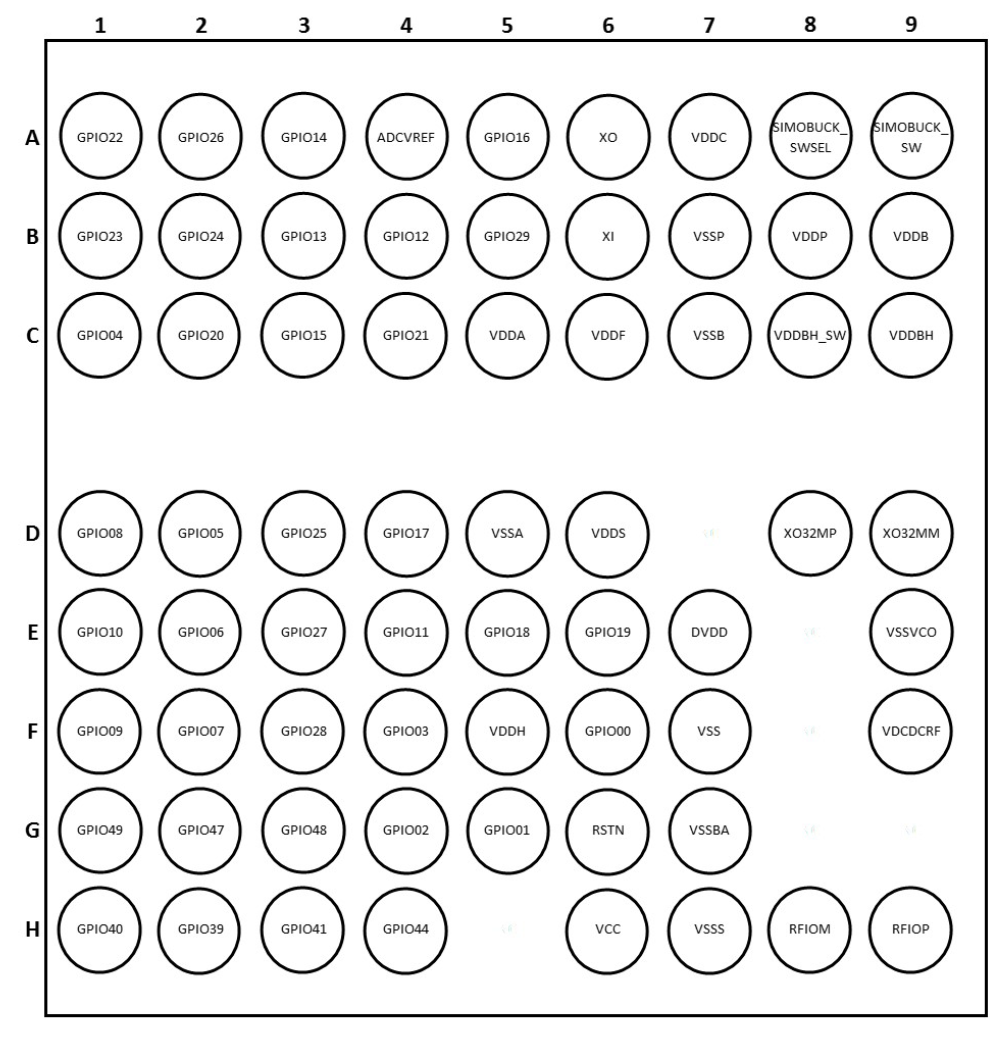 1 2 3 4 5 6 7 8 9
A GPIO22 GPIO26 GPIO14 ADCVREF GPIO16 XO VDDC SIMOBUCK_ SIMOBUCK_
SWSEL SW
B GPIO23 GPIO24 GPIO13 GPIO12 GPIO29 XI VSSP VDDP VDDB
C GPIO04 GPIO20 GPIO15 GPIO21 VDDA VDDF VSSB VDDBH_SW VDDBH
D GPIO08 GPIO05 GPIO25 GPIO17 VSSA VDDS XO32MP XO32MM
E GPIO10 GPIO06 GPIO27 GPIO11 GPIO18 GPIO19 DVDD VSSVCO
F GPIO09 GPIO07 GPIO28 GPIO03 VDDH GPIO00 VSS VDCDCRF
G GPIO49 GPIO47 GPIO48 GPIO02 GPIO01 RSTN VSSBA
H GPIO40 GPIO39 GPIO41 GPIO44 VCC VSSS RFIOM RFIOP